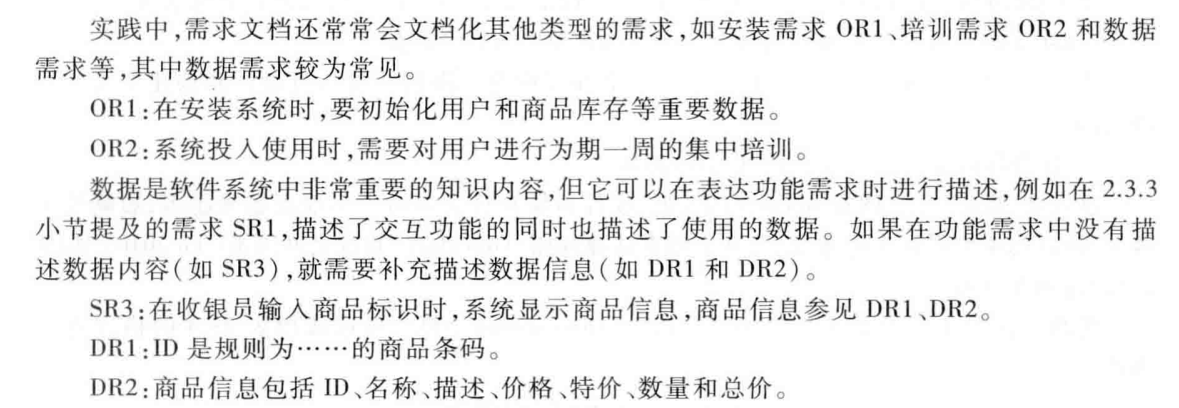 实践中,需求文档还常常会文档化其他类型的需求,如安装需求 OR1、培训需求 OR2 和数据
需求等,其中数据需求较为常见。
OR1:在安装系统时,要初始化用户和商品库存等重要数据。
OR2:系统投入使用时,需要对用户进行为期一周的集中培训。
数据是软件系统中非常重要的知识内容,但它可以在表达功能需求时进行描述,例如在 2.3.3
小节提及的需求 SR1,描述了交互功能的同时也描述了使用的数据。如果在功能需求中没有描
述数据内容(如 SR3),就需要补充描述数据信息(如 DR1 和 DR2)。
SR3:在收银员输入商品标识时,系统显示商品信息,商品信息参见 DR1、DR2。
DR1:ID 是规则为……的商品条码。
DR2:商品信息包括 ID、名称、描述、价格、特价、数量和总价。